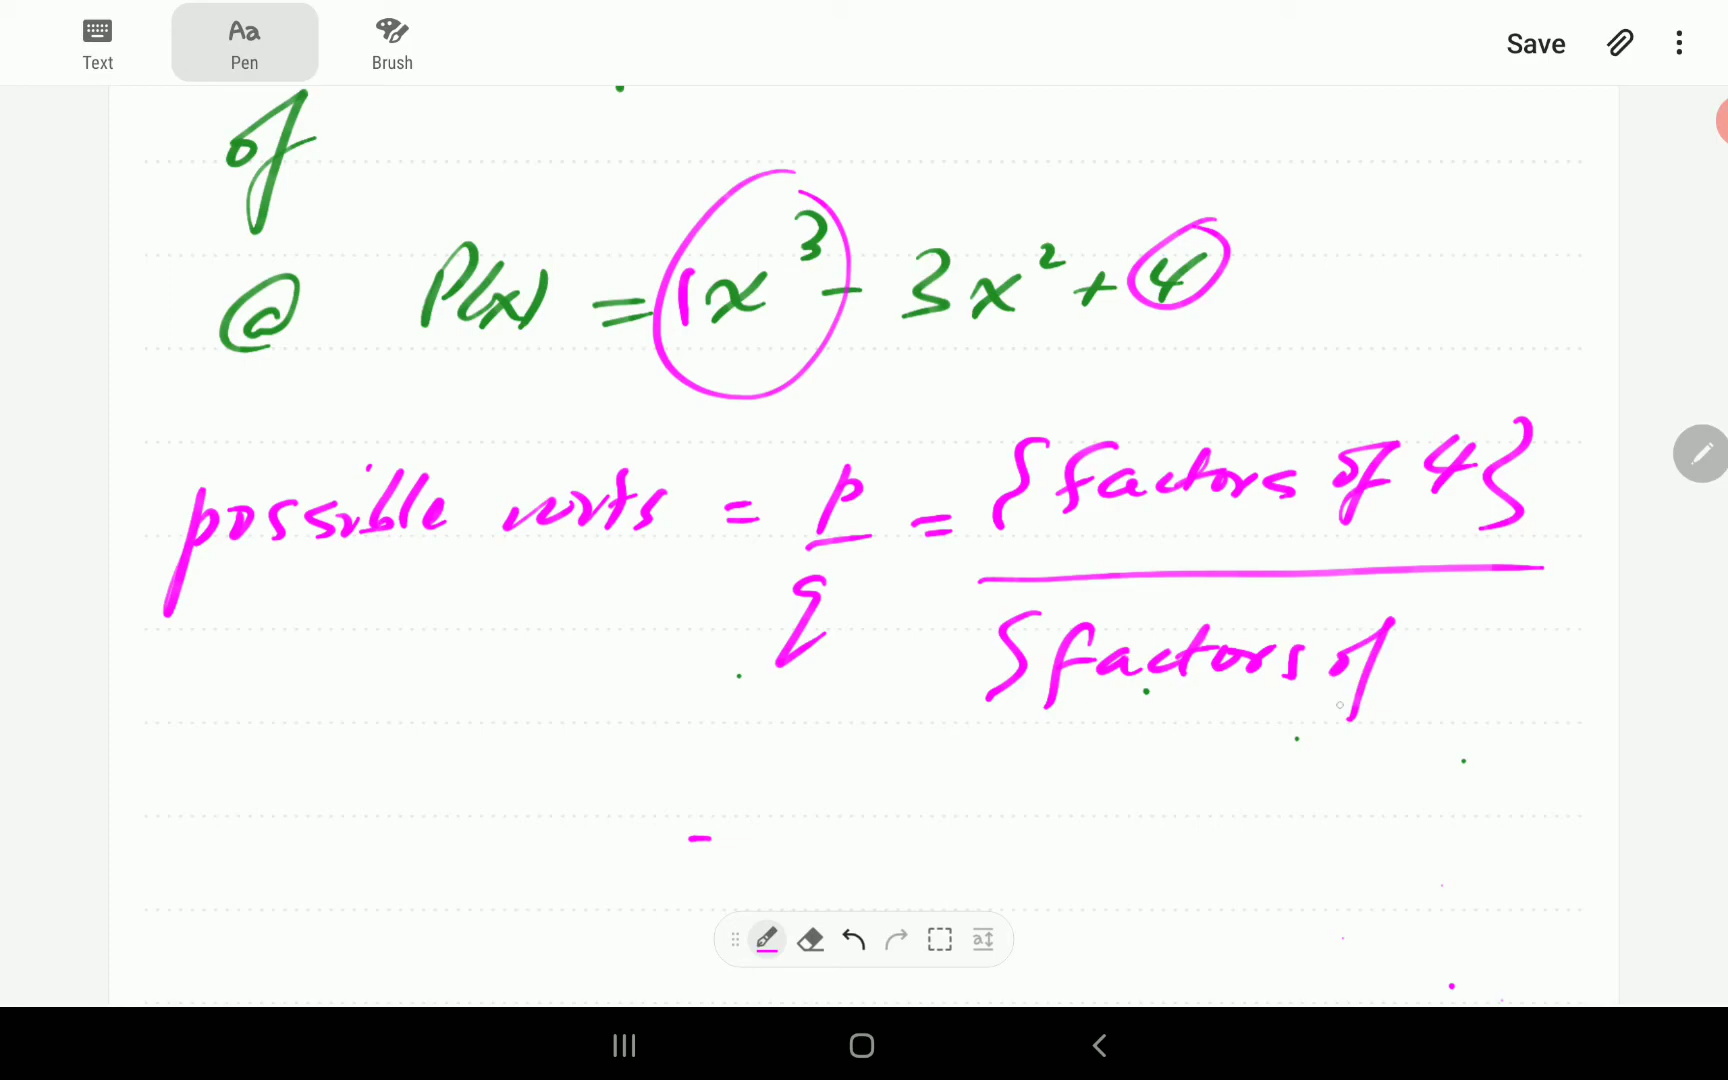 Text Pen Brush Save
of
@ P(x) = 1x³ - 3x² + 4
possible roots = p/q = {factors of 4}
{factors of
-